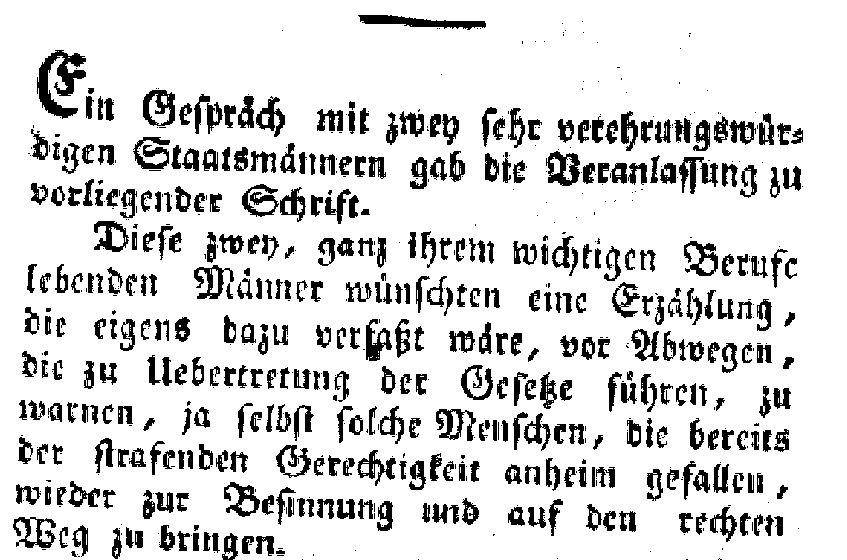 Ein Geſpräch mit zwey ſehr verehrungswür-
digen Staatsmännern gab die Veranlaſſung zu
vorliegender Schrift.
Dieſe zwey, ganz ihrem wichtigen Berufe
lebenden Männer wünſchten eine Erzählung,
die eigens dazu verfaßt wäre, vor Abwegen,
die zu Uebertretung der Geſetze führen, zu
warnen, ja ſelbſt ſolche Menſchen, die bereits
der ſtrafenden Gerechtigkeit anheim gefallen,
wieder zur Beſinnung und auf den rechten
Weg zu bringen.